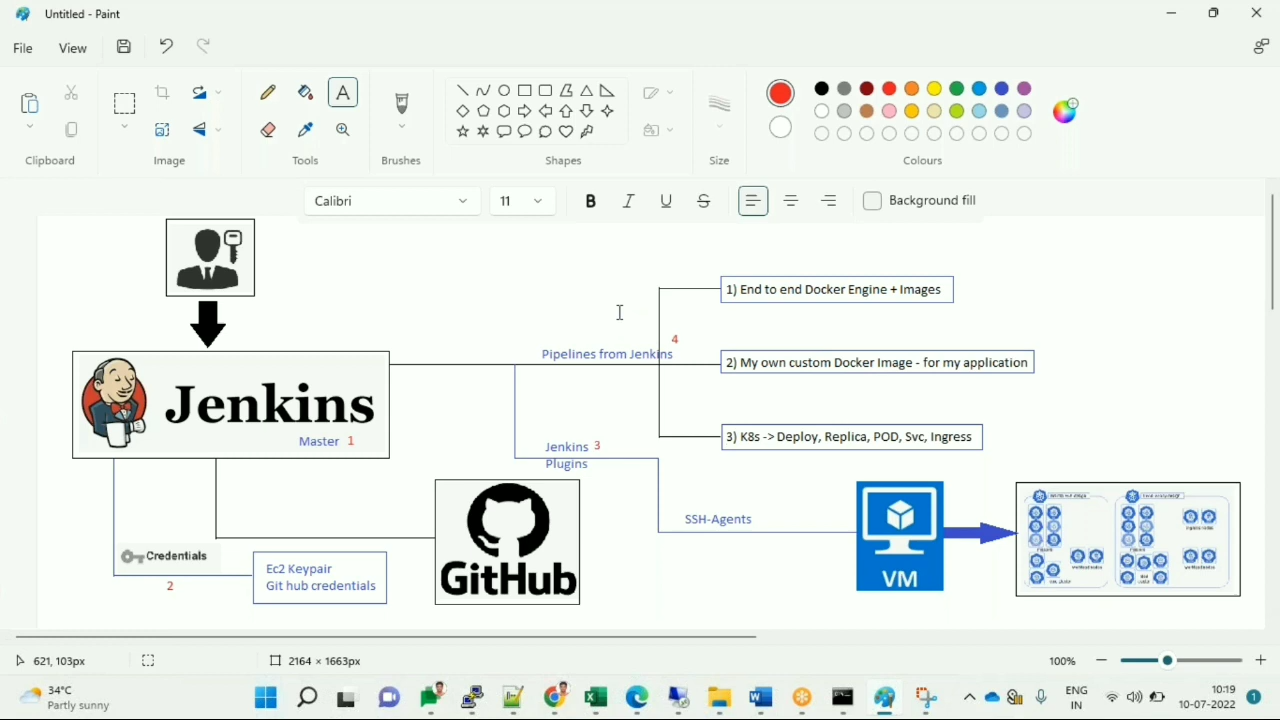 Untitled - Paint
File View
Clipboard
Image
Tools
Brushes
Shapes
Size
Colours
Calibri
11
B I U S
Background fill
1) End to end Docker Engine + Images
4
Pipelines from Jenkins
2) My own custom Docker Image - for my application
Jenkins
Master 1
Jenkins 3
Plugins
3) K8s -> Deploy, Replica, POD, Svc, Ingress
SSH-Agents
Credentials
2
Ec2 Keypair
Git hub credentials
GitHub
VM
621, 103px
2164 × 1663px
100%
34°C
Partly sunny
ENG
IN
10:19
10-07-2022
1